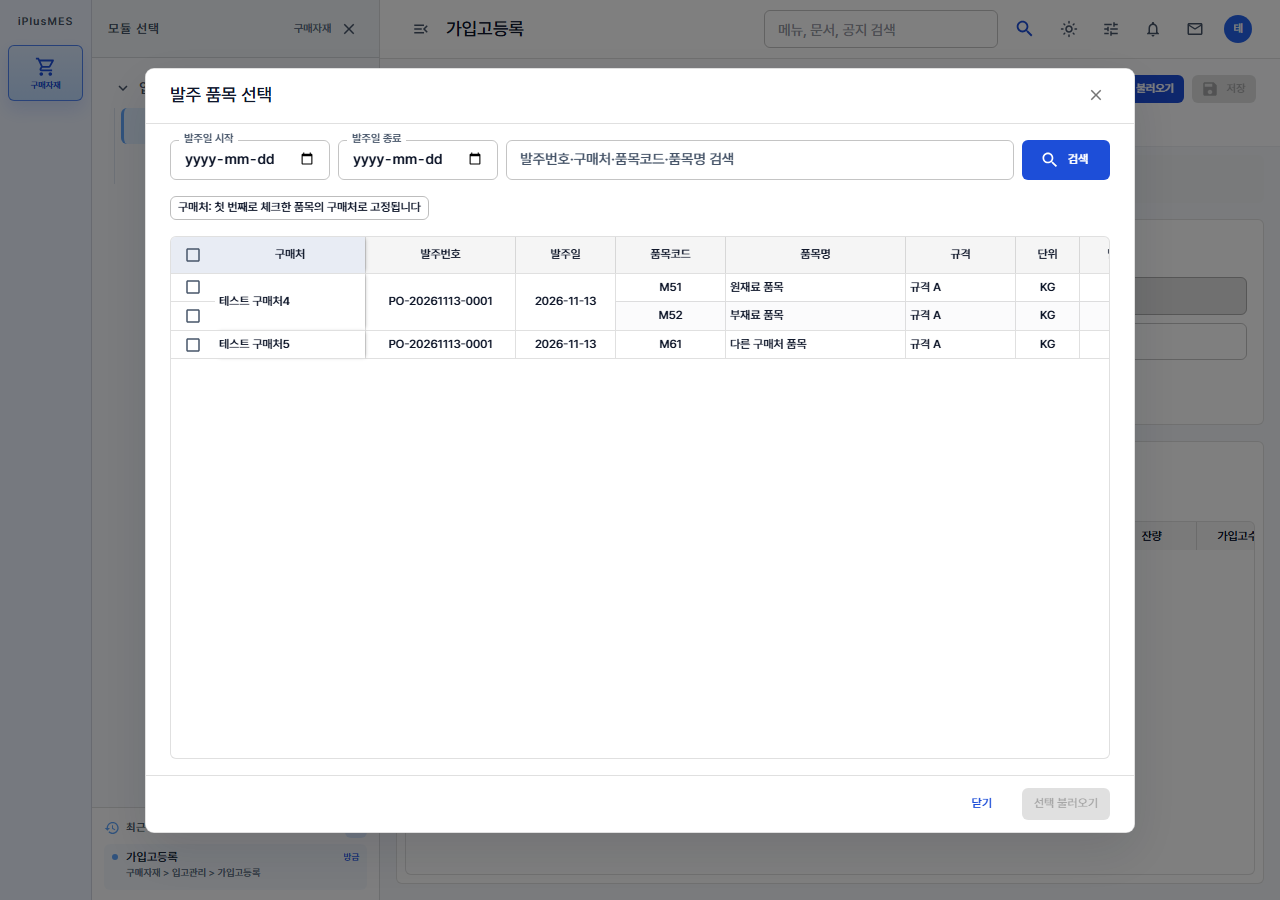 iPlusMES
구매자재
모듈 선택
구매자재
가입고등록
메뉴, 문서, 공지 검색
테
불러오기
저장
발주 품목 선택
발주일 시작
yyyy-mm-dd
발주일 종료
yyyy-mm-dd
발주번호·구매처·품목코드·품목명 검색
검색
구매처: 첫 번째로 체크한 품목의 구매처로 고정됩니다
구매처 발주번호 발주일 품목코드 품목명 규격 단위
테스트 구매처4 PO-20261113-0001 2026-11-13 M51 원재료 품목 규격 A KG
M52 부재료 품목 규격 A KG
테스트 구매처5 PO-20261113-0001 2026-11-13 M61 다른 구매처 품목 규격 A KG
잔량
닫기
선택 불러오기
최근
가입고등록
방금
구매자재 > 입고관리 > 가입고등록